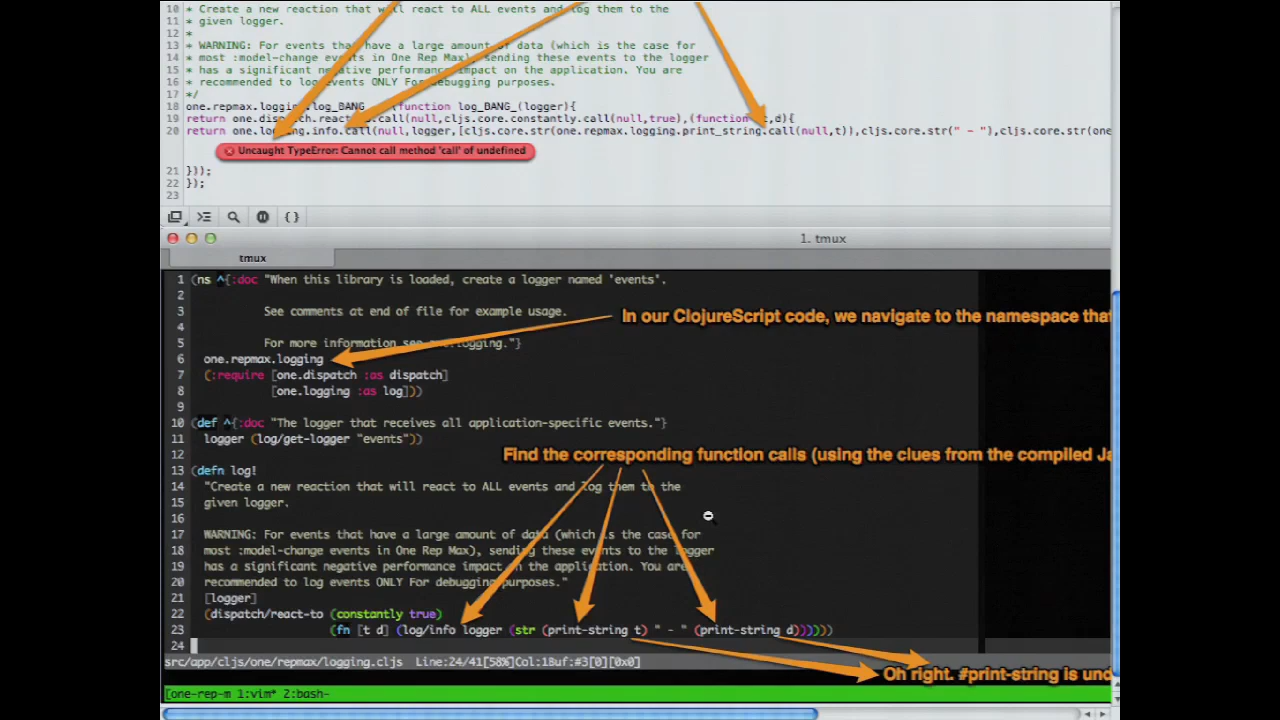 10 * Create a new reaction that will react to ALL events and log them to the
11 * given logger.
12 *
13 * WARNING: For events that have a large amount of data (which is the case for
14 * most :model-change events in One Rep Max), sending these events to the logger
15 * has a significant negative performance impact on the application. You are
16 * recommended to log events ONLY For debugging purposes.
17 */
18 one.repmax.logging.log_BANG_ (function log_BANG_(logger){
19 return one.dispatch.react call(null,cljs.core.constantly.call(null,true),(function ,d){
20 return one.logging.info.call(null,logger,[cljs.core.str(one.repmax.logging.print_string.call(null,t)),cljs.core.str(" - "),cljs.core.str(one
Uncaught TypeError: Cannot call method 'call' of undefined
21 }));
22 });
23
1. tmux
tmux
1 (ns ^{:doc "When this library is loaded, create a logger named 'events'.
2
3 See comments at end of file for example usage.
In our ClojureScript code, we navigate to the namespace that
4
5 For more information see one.logging."}
6 one.repmax.logging
7 (:require [one.dispatch :as dispatch]
8 [one.logging :as log]))
9
10 (def ^{:doc "The logger that receives all application-specific events."}
11 logger (log/get-logger "events"))
12
Find the corresponding function calls (using the clues from the compiled Ja
13 (defn log!
14 "Create a new reaction that will react to ALL events and log them to the
15 given logger.
16
17 WARNING: For events that have a large amount of data (which is the case for
18 most :model-change events in One Rep Max), sending these events to the logger
19 has a significant negative performance impact on the application. You are
20 recommended to log events ONLY For debugging purposes."
21 [logger]
22 (dispatch/react-to (constantly true)
23 (fn [t d] (log/info logger (str (print-string t) " - " (print-string d))))))
24
src/app/cljs/one/repmax/logging.cljs Line:24/41[58%]Col:1Buf:#3[0][0x0]
Oh right. #print-string is und
[one-rep-m 1:vim* 2:bash-